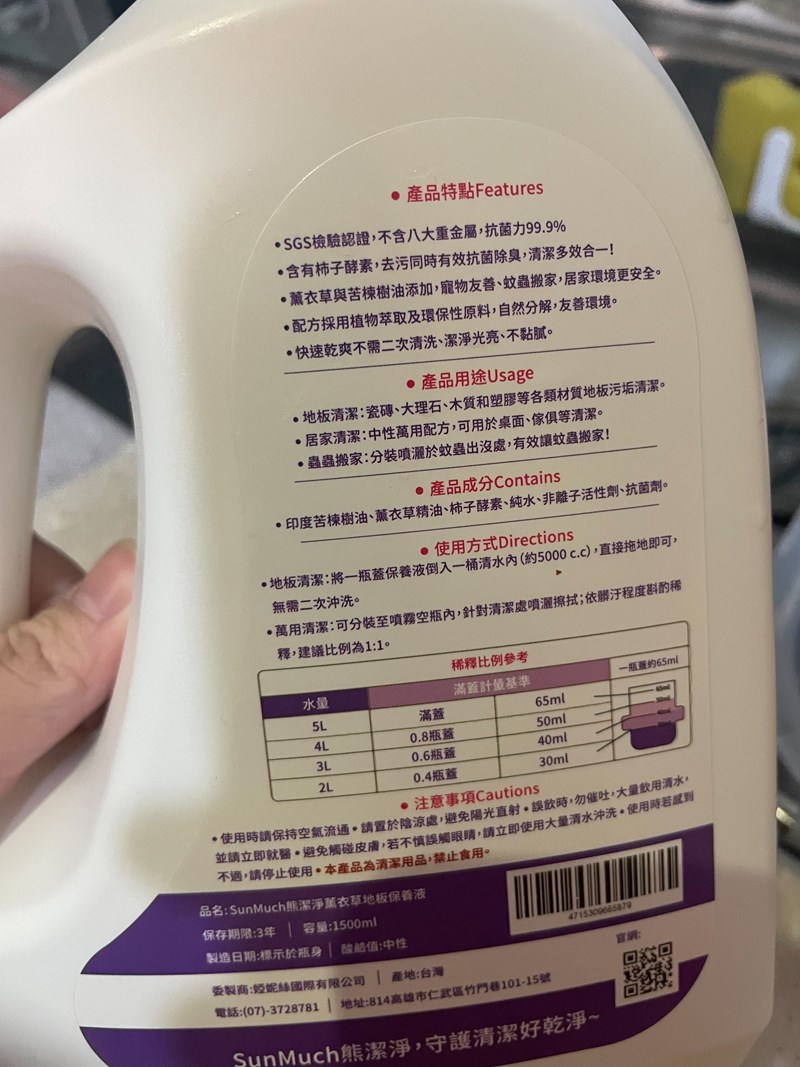 • 產品特點Features
• SGS檢驗認證，不含八大重金屬，抗菌力99.9%
• 含有柿子酵素，去污同時有效抗菌除臭，清潔多效合一！
• 薰衣草與苦楝樹油添加，寵物友善、蚊蟲搬家，居家環境更安全。
• 配方採用植物萃取及環保性原料，自然分解，友善環境。
• 快速乾爽不需二次清洗、潔淨光亮、不黏膩。
• 產品用途Usage
• 地板清潔：瓷磚、大理石、木質和塑膠等各類材質地板污垢清潔。
• 居家清潔：中性萬用配方，可用於桌面、傢俱等清潔。
• 蟲蟲搬家：分裝噴灑於蚊蟲出沒處，有效讓蚊蟲搬家！
• 產品成分Contains
• 印度苦楝樹油、薰衣草精油、柿子酵素、純水、非離子活性劑、抗菌劑。
• 使用方式Directions
• 地板清潔：將一瓶蓋保養液倒入一桶清水內（約5000 c.c），直接拖地即可，
無需二次沖洗。
• 萬用清潔：可分裝至噴霧空瓶內，針對清潔處噴灑擦拭；依髒汙程度斟酌稀
釋，建議比例為1:1。
稀釋比例參考
水量 滿蓋計量基準 一瓶蓋約65ml
5L 滿蓋 65ml
4L 0.8瓶蓋 50ml
3L 0.6瓶蓋 40ml
2L 0.4瓶蓋 30ml
• 注意事項Cautions
• 使用時請保持空氣流通 • 請置於陰涼處，避免陽光直射 • 誤飲時，勿催吐，大量飲用清水，
並請立即就醫 • 避免觸碰皮膚，若不慎誤觸眼睛，請立即使用大量清水沖洗 • 使用時若感到
不適，請停止使用 • 本產品為清潔用品，禁止食用。
品名：SunMuch熊潔淨薰衣草地板保養液
保存期限：3年 | 容量：1500ml
製造日期：標示於瓶身 | 酸鹼值：中性
4715309685879
委製商：婭妮絲國際有限公司 | 產地：台灣
電話：(07)-3728781 | 地址：814高雄市仁武區竹門巷101-15號
官網：
SunMuch熊潔淨，守護清潔好乾淨~